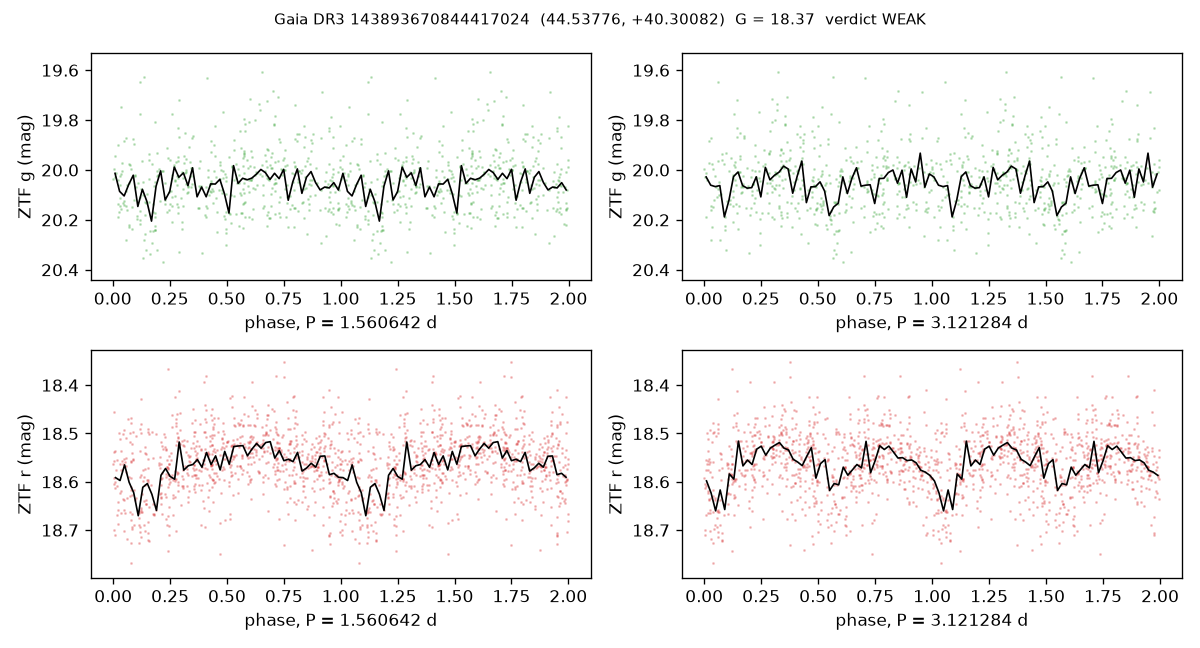 Gaia DR3 143893670844417024  (44.53776, +40.30082)  G = 18.37  verdict WEAK
ZTF g (mag)
19.6
19.8
20.0
20.2
20.4
0.00 0.25 0.50 0.75 1.00 1.25 1.50 1.75 2.00
phase, P = 1.560642 d
ZTF g (mag)
19.6
19.8
20.0
20.2
20.4
0.00 0.25 0.50 0.75 1.00 1.25 1.50 1.75 2.00
phase, P = 3.121284 d
ZTF r (mag)
18.4
18.5
18.6
18.7
0.00 0.25 0.50 0.75 1.00 1.25 1.50 1.75 2.00
phase, P = 1.560642 d
ZTF r (mag)
18.4
18.5
18.6
18.7
0.00 0.25 0.50 0.75 1.00 1.25 1.50 1.75 2.00
phase, P = 3.121284 d